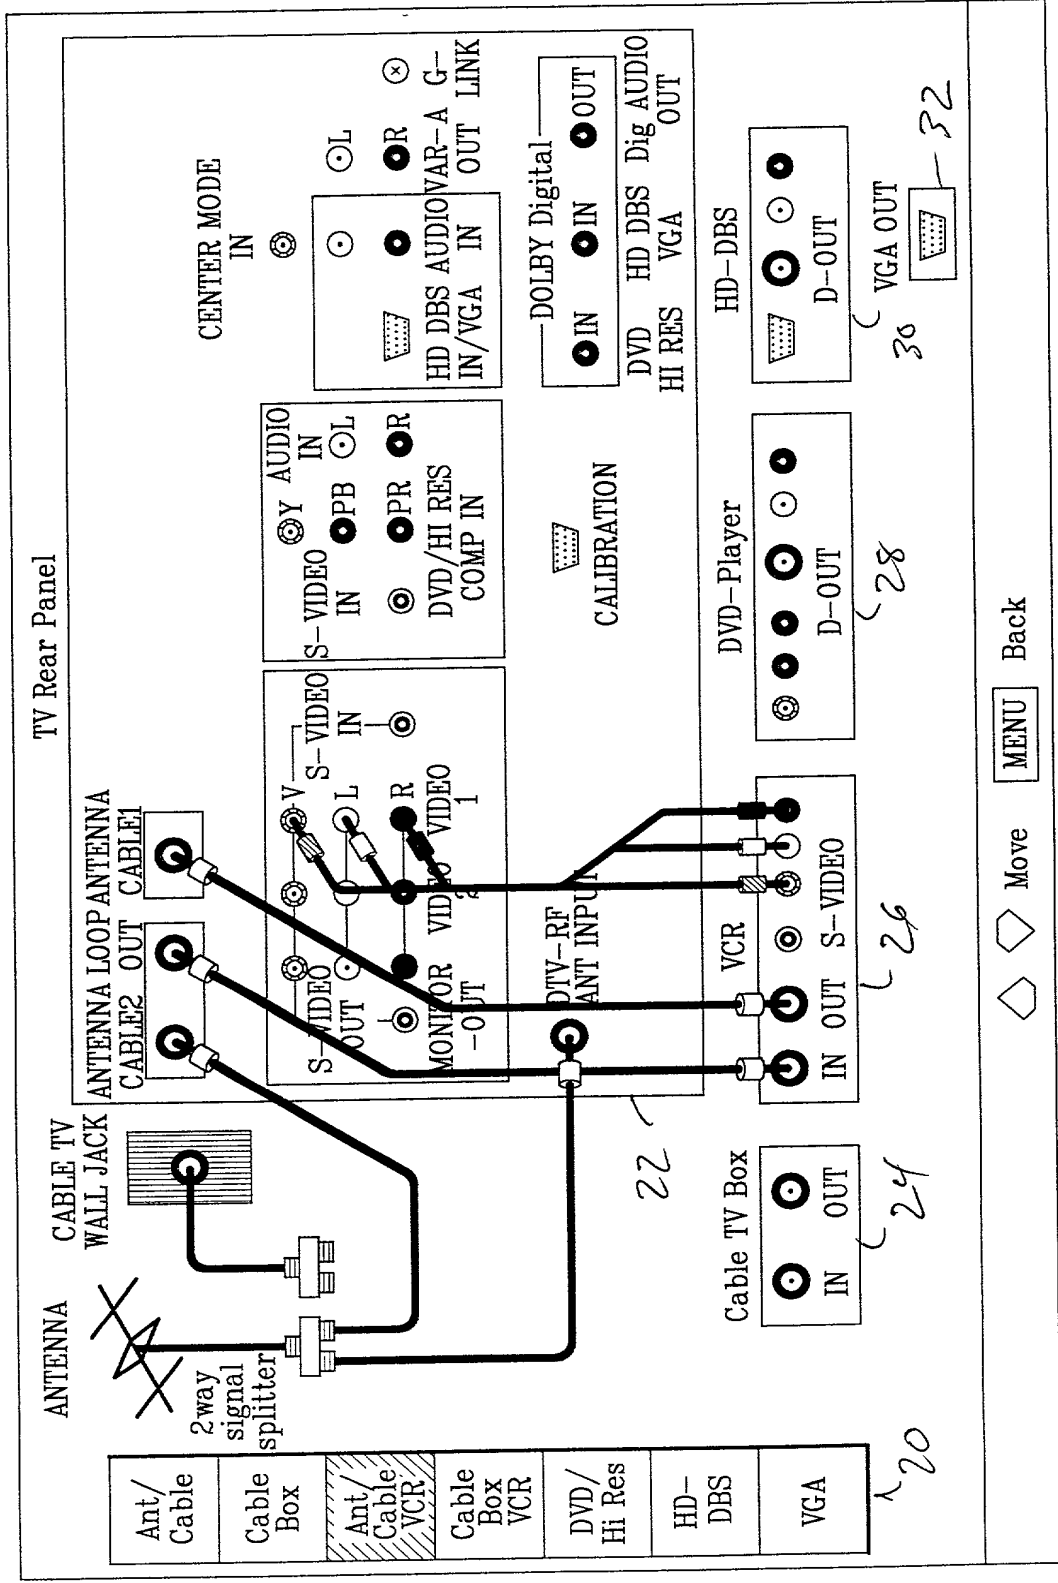 TV Rear Panel
ANTENNA
CABLE TV
WALL JACK
2way
signal
splitter
ANTENNA LOOP ANTENNA
CABLE2 OUT CABLE1
S-VIDEO
OUT
V
L
R
S-VIDEO
IN
MONITOR
-OUT
VIDEO
2
VIDEO
1
S-VIDEO
IN
Y
PB
PR
AUDIO
IN
L
R
DVD/HI RES
COMP IN
CENTER MODE
IN
L
R
HD DBS
IN/VGA
AUDIO
IN
VAR-A
OUT
G-
LINK
DTV-RF
ANT INPUT
CALIBRATION
DOLBY Digital
IN
IN
OUT
DVD
HI RES
HD DBS
VGA
Dig AUDIO
OUT
22
Ant/
Cable
Cable
Box
Ant/
Cable
VCR
Cable
Box
VCR
DVD/
Hi Res
HD-
DBS
VGA
20
Cable TV Box
IN
OUT
24
VCR
IN
OUT
S-VIDEO
26
DVD-Player
D-OUT
28
HD-DBS
D-OUT
30
VGA OUT
32
Move
MENU
Back